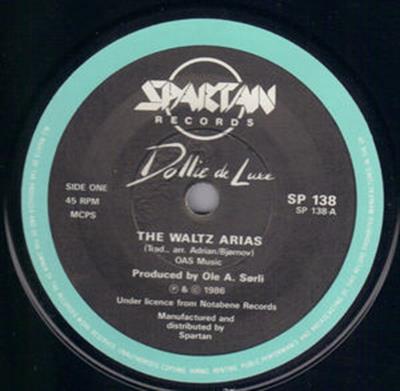 SPARTAN
RECORDS
Dollie de Luxe
SIDE ONE
45 RPM
MCPS
SP 138
SP 138-A
THE WALTZ ARIAS
(Trad., arr. Adrian/Bjørnov)
OAS Music
Produced by Ole A. Sørli
℗ & © 1986
Under licence from Notabene Records
Manufactured and
distributed by
Spartan